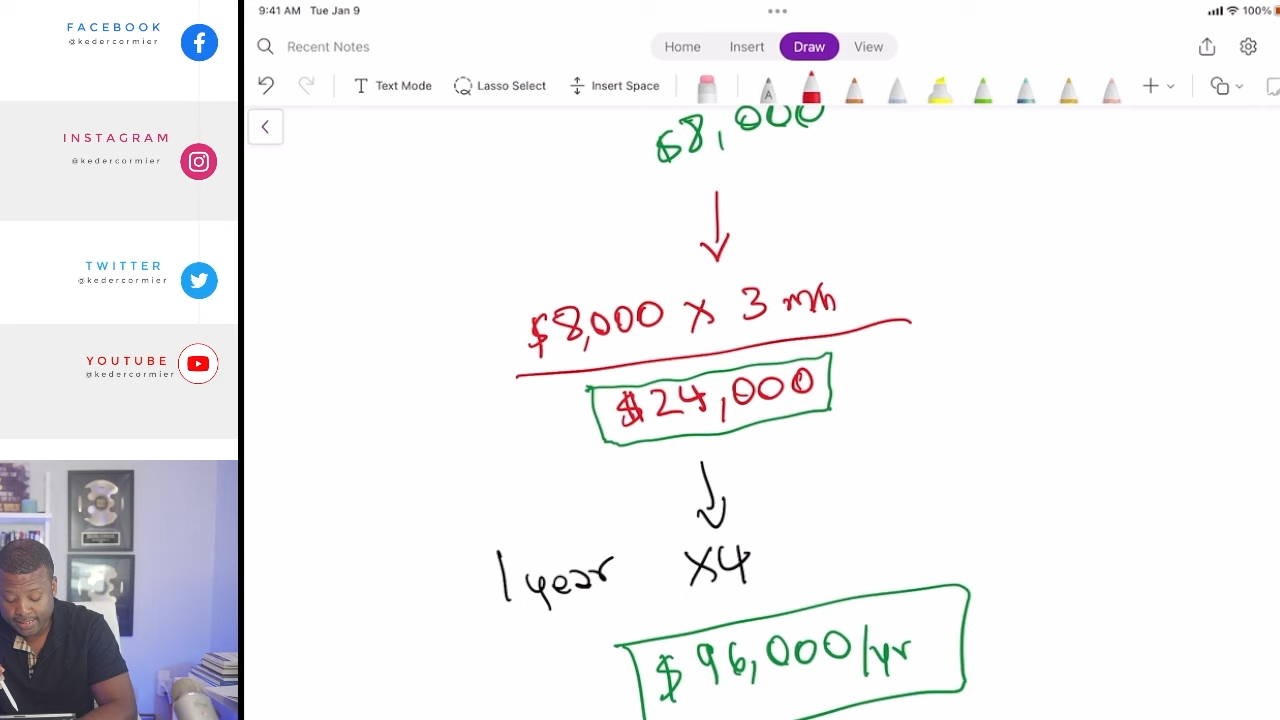 FACEBOOK
@kedercormier
INSTAGRAM
@kedercormier
TWITTER
@kedercormier
YOUTUBE
@kedercormier
9:41 AM Tue Jan 9
100%
Recent Notes
Home Insert Draw View
T Text Mode Lasso Select Insert Space
A
$8,000
$8,000 x 3 mth
$24,000
1 year x4
$96,000/yr